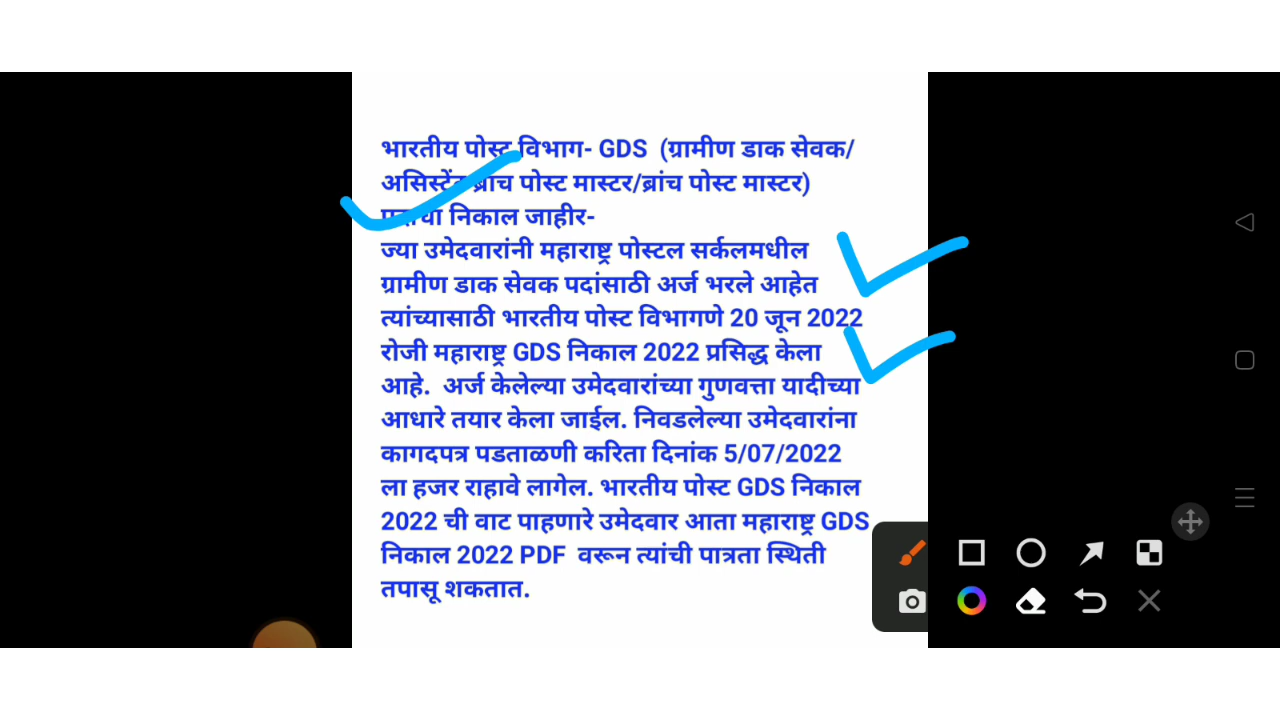 भारतीय पोस्ट विभाग- GDS (ग्रामीण डाक सेवक/
असिस्टेंट ब्रांच पोस्ट मास्टर/ब्रांच पोस्ट मास्टर)
निकाल जाहीर-
ज्या उमेदवारांनी महाराष्ट्र पोस्टल सर्कलमधील
ग्रामीण डाक सेवक पदांसाठी अर्ज भरले आहेत
त्यांच्यासाठी भारतीय पोस्ट विभागणे 20 जून 2022
रोजी महाराष्ट्र GDS निकाल 2022 प्रसिद्ध केला
आहे. अर्ज केलेल्या उमेदवारांच्या गुणवत्ता यादीच्या
आधारे तयार केला जाईल. निवडलेल्या उमेदवारांना
कागदपत्र पडताळणी करिता दिनांक 5/07/2022
ला हजर राहावे लागेल. भारतीय पोस्ट GDS निकाल
2022 ची वाट पाहणारे उमेदवार आता महाराष्ट्र GDS
निकाल 2022 PDF वरून त्यांची पात्रता स्थिती
तपासू शकतात.